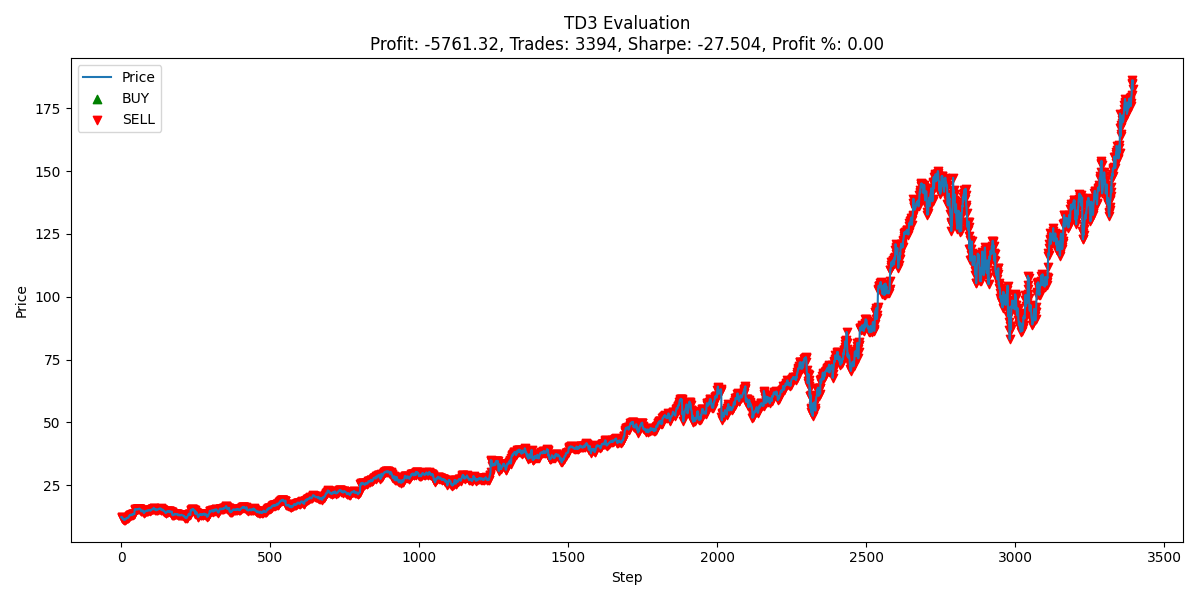 TD3 Evaluation
Profit: -5761.32, Trades: 3394, Sharpe: -27.504, Profit %: 0.00
Price
BUY
SELL
175
150
125
100
75
50
25
Price
0 500 1000 1500 2000 2500 3000 3500
Step